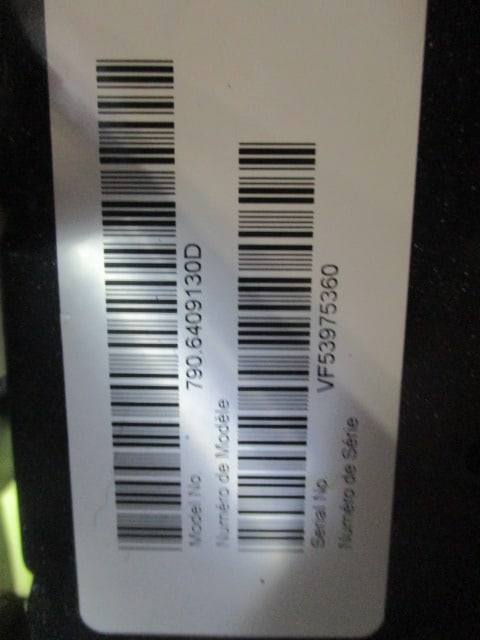 790.6409130D
Model No.
Numéro de Modèle
VF53975360
Serial No.
Numéro de Série